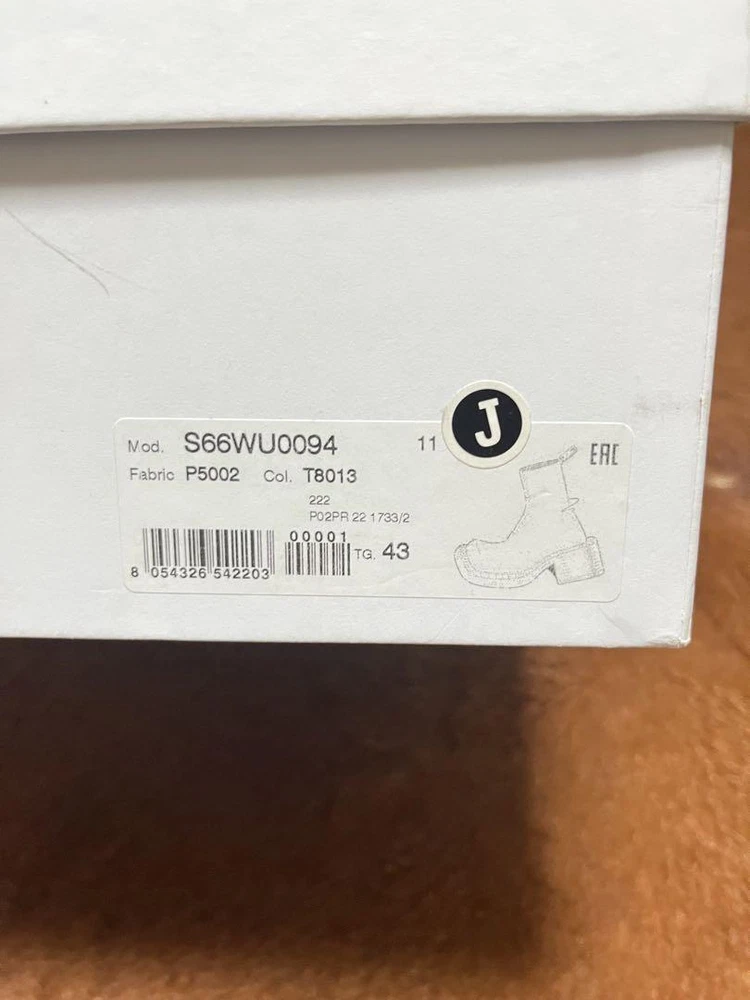 Mod. S66WU0094 11
J
EAC
Fabric P5002 Col. T8013
222
P02PR 22 1733/2
00001
TG. 43
8 054326 542203